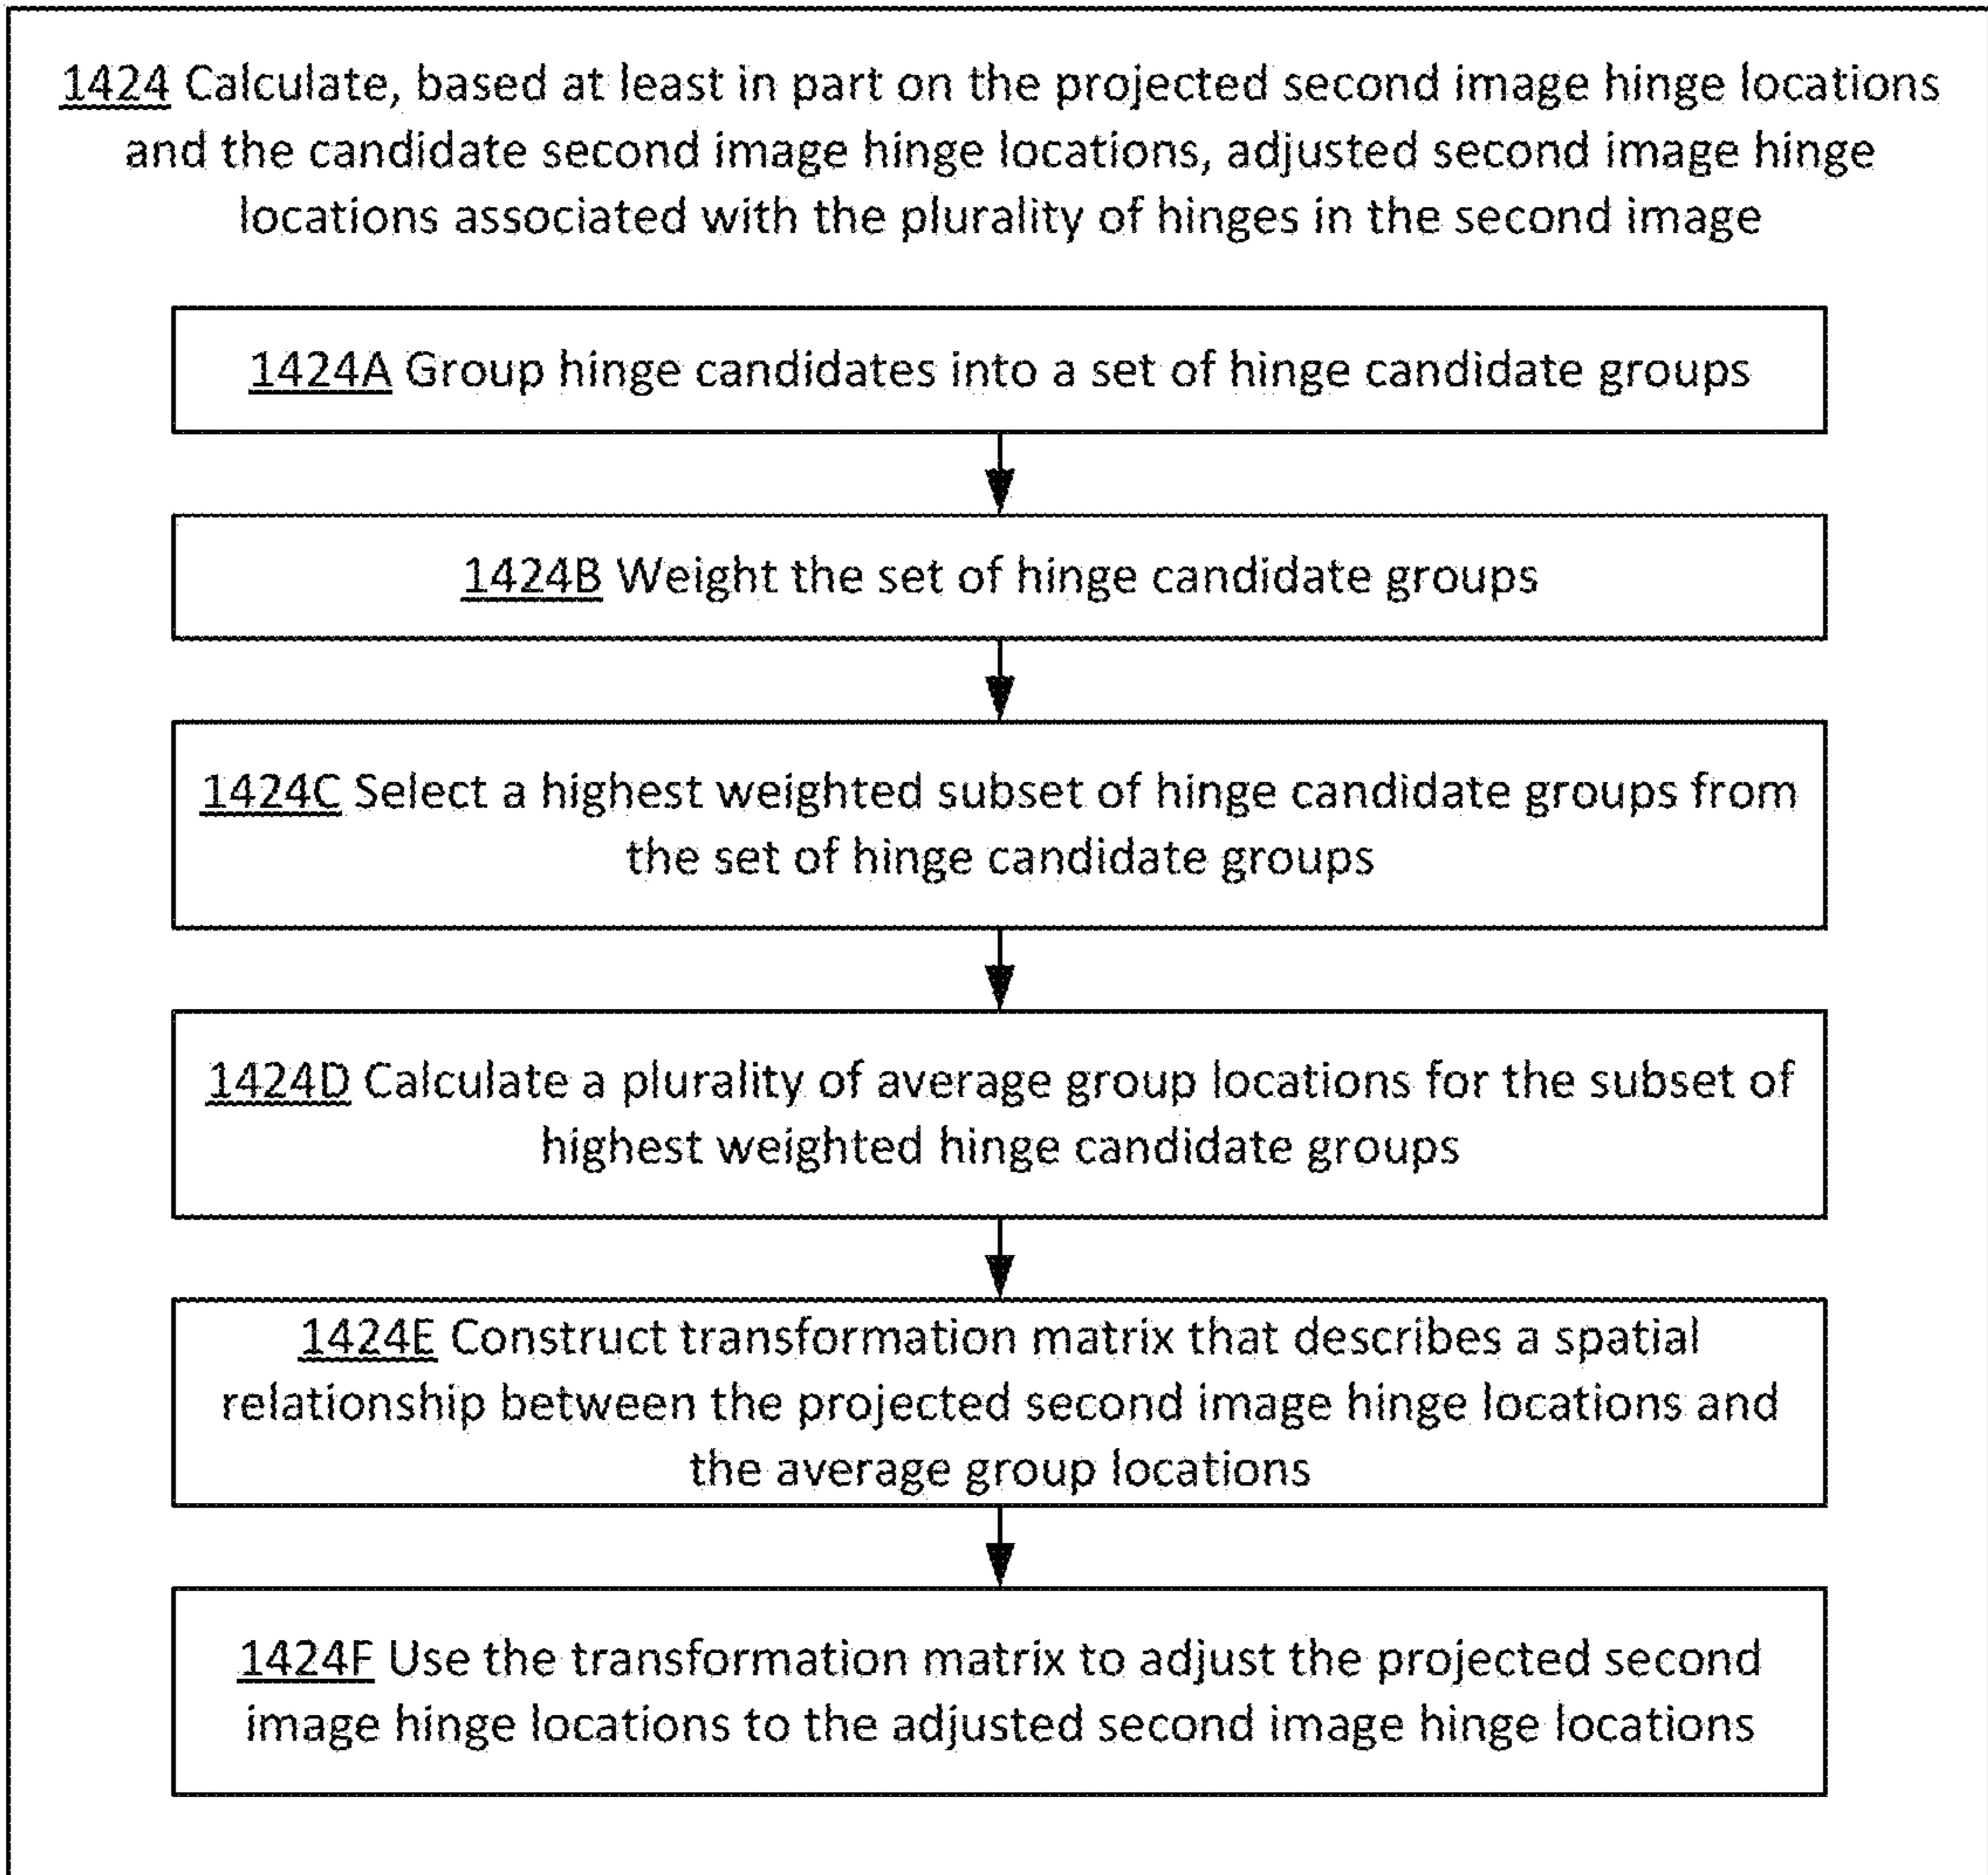 1424 Calculate, based at least in part on the projected second image hinge locations
and the candidate second image hinge locations, adjusted second image hinge
locations associated with the plurality of hinges in the second image
1424A Group hinge candidates into a set of hinge candidate groups
1424B Weight the set of hinge candidate groups
1424C Select a highest weighted subset of hinge candidate groups from
the set of hinge candidate groups
1424D Calculate a plurality of average group locations for the subset of
highest weighted hinge candidate groups
1424E Construct transformation matrix that describes a spatial
relationship between the projected second image hinge locations and
the average group locations
1424F Use the transformation matrix to adjust the projected second
image hinge locations to the adjusted second image hinge locations